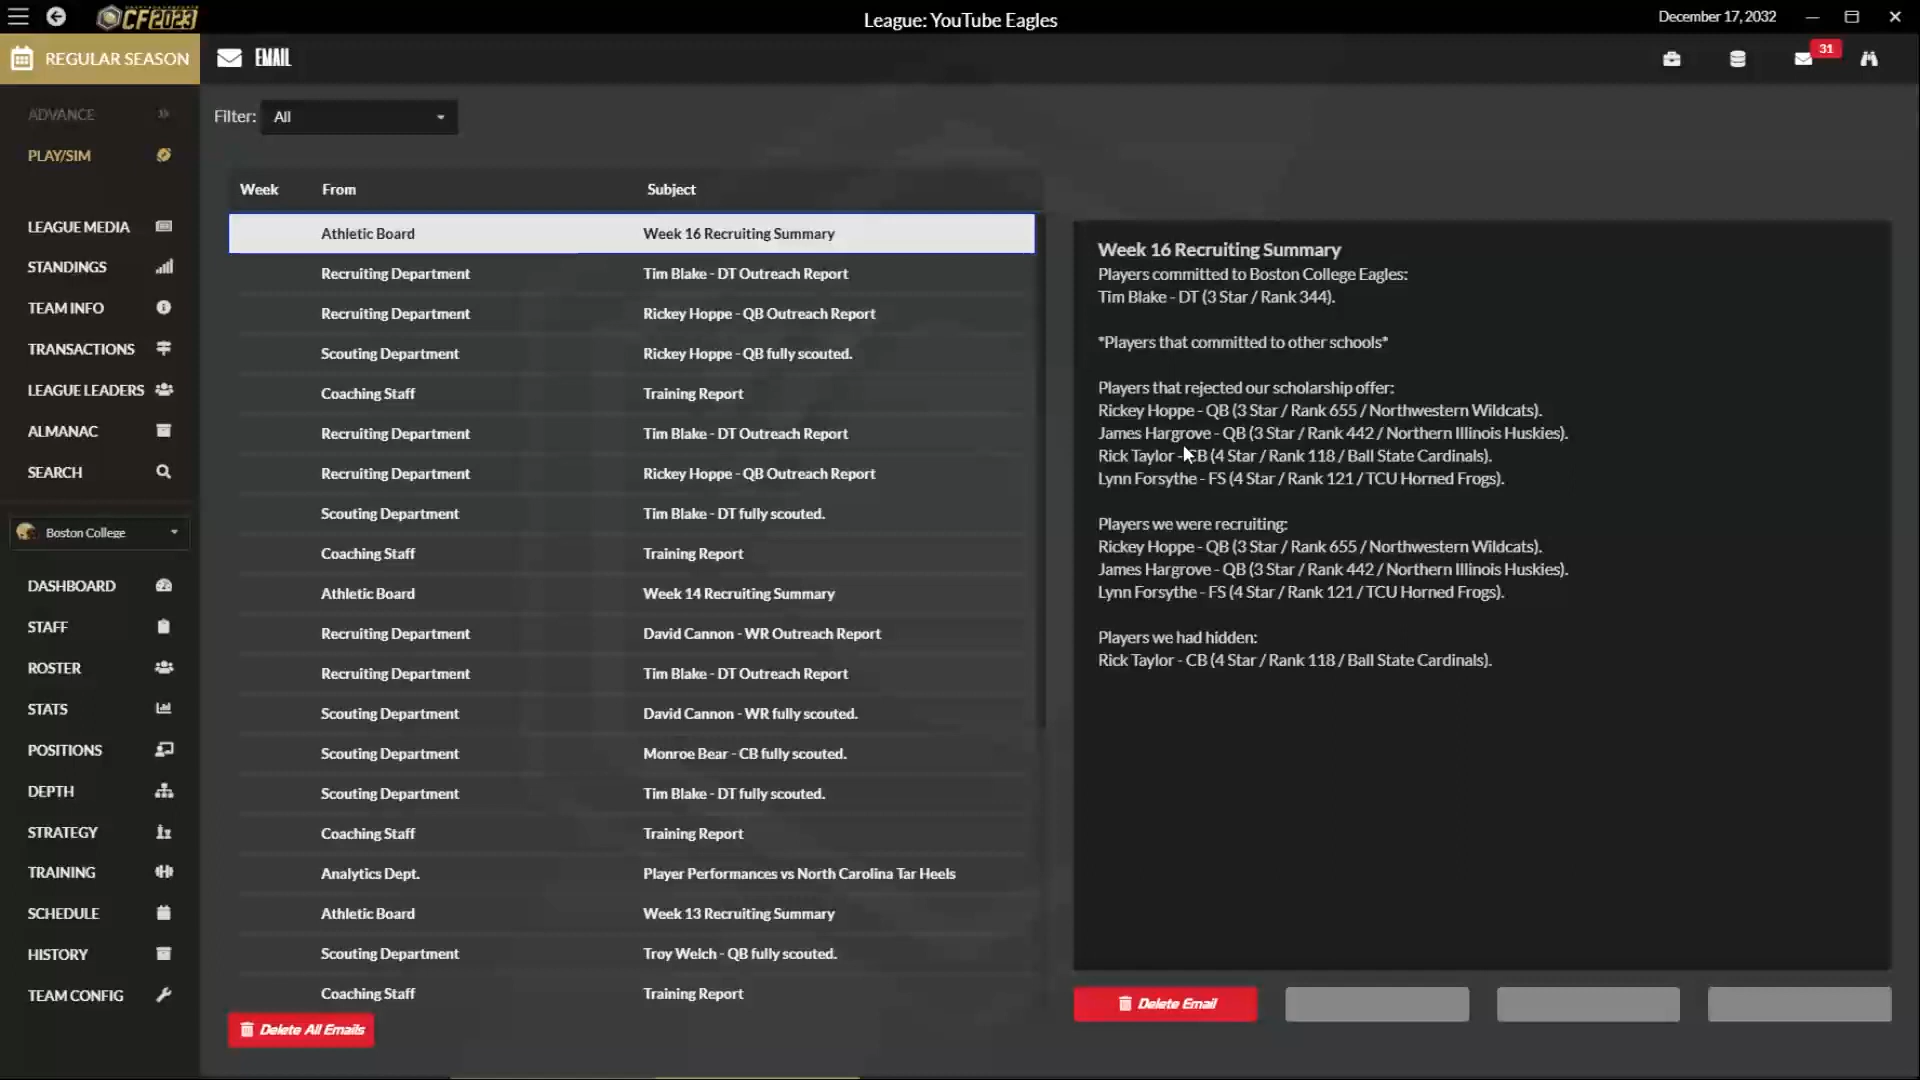 CF2023
League: YouTube Eagles
December 17, 2032
REGULAR SEASON
EMAIL
31
ADVANCE
PLAY/SIM
LEAGUE MEDIA
STANDINGS
TEAM INFO
TRANSACTIONS
LEAGUE LEADERS
ALMANAC
SEARCH
Boston College
DASHBOARD
STAFF
ROSTER
STATS
POSITIONS
DEPTH
STRATEGY
TRAINING
SCHEDULE
HISTORY
TEAM CONFIG
Filter: All
Week From Subject
Athletic Board Week 16 Recruiting Summary
Recruiting Department Tim Blake - DT Outreach Report
Recruiting Department Rickey Hoppe - QB Outreach Report
Scouting Department Rickey Hoppe - QB fully scouted.
Coaching Staff Training Report
Recruiting Department Tim Blake - DT Outreach Report
Recruiting Department Rickey Hoppe - QB Outreach Report
Scouting Department Tim Blake - DT fully scouted.
Coaching Staff Training Report
Athletic Board Week 14 Recruiting Summary
Recruiting Department David Cannon - WR Outreach Report
Recruiting Department Tim Blake - DT Outreach Report
Scouting Department David Cannon - WR fully scouted.
Scouting Department Monroe Bear - CB fully scouted.
Scouting Department Tim Blake - DT fully scouted.
Coaching Staff Training Report
Analytics Dept. Player Performances vs North Carolina Tar Heels
Athletic Board Week 13 Recruiting Summary
Scouting Department Troy Welch - QB fully scouted.
Coaching Staff Training Report
Delete All Emails
Week 16 Recruiting Summary
Players committed to Boston College Eagles:
Tim Blake - DT (3 Star / Rank 344).
*Players that committed to other schools*
Players that rejected our scholarship offer:
Rickey Hoppe - QB (3 Star / Rank 655 / Northwestern Wildcats).
James Hargrove - QB (3 Star / Rank 442 / Northern Illinois Huskies).
Rick Taylor - CB (4 Star / Rank 118 / Ball State Cardinals).
Lynn Forsythe - FS (4 Star / Rank 121 / TCU Horned Frogs).
Players we were recruiting:
Rickey Hoppe - QB (3 Star / Rank 655 / Northwestern Wildcats).
James Hargrove - QB (3 Star / Rank 442 / Northern Illinois Huskies).
Lynn Forsythe - FS (4 Star / Rank 121 / TCU Horned Frogs).
Players we had hidden:
Rick Taylor - CB (4 Star / Rank 118 / Ball State Cardinals).
Delete Email